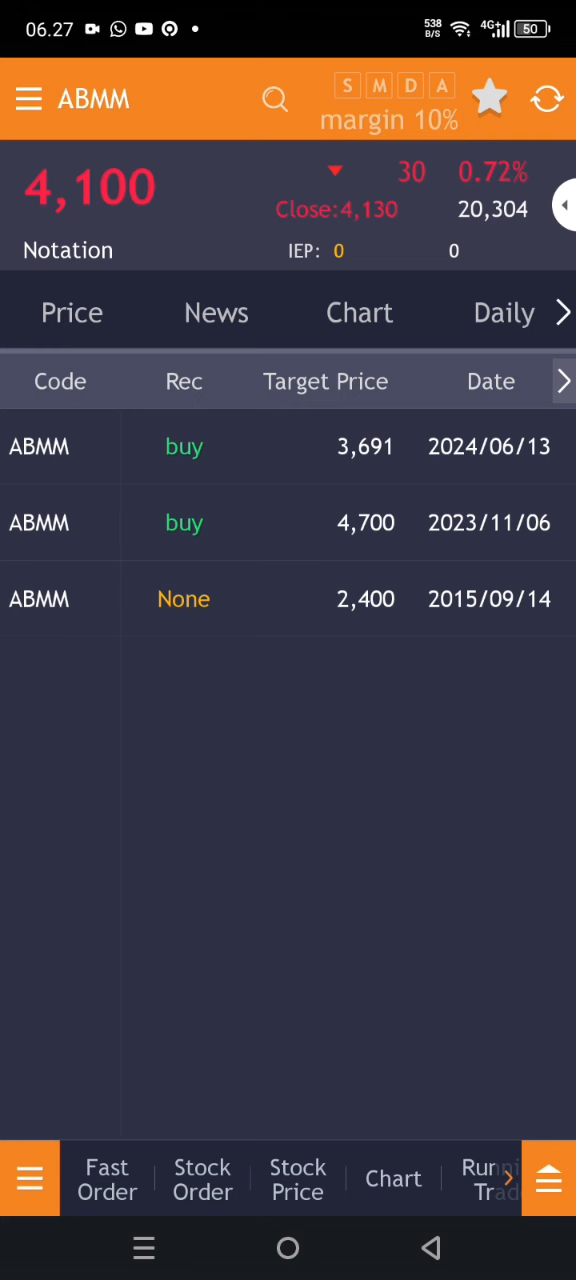 06.27 538 B/S 4G+ 50
ABMM S M D A
margin 10%
4,100 30 0.72%
Close:4,130 20,304
Notation IEP: 0 0
Price News Chart Daily
Code Rec Target Price Date
ABMM buy 3,691 2024/06/13
ABMM buy 4,700 2023/11/06
ABMM None 2,400 2015/09/14
Fast Order Stock Order Stock Price Chart Runni Trad